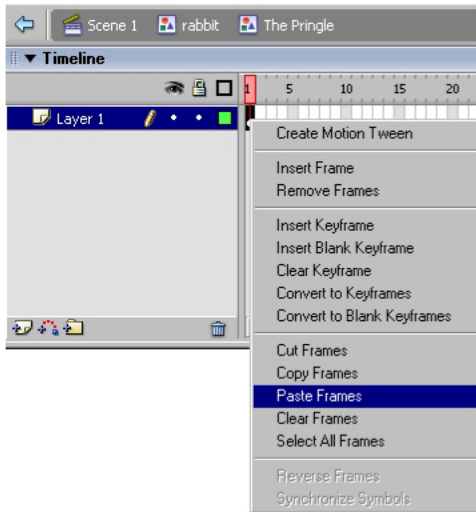 Scene 1 rabbit The Pringle
Timeline
1 5 10 15 20
Layer 1
Create Motion Tween
Insert Frame
Remove Frames
Insert Keyframe
Insert Blank Keyframe
Clear Keyframe
Convert to Keyframes
Convert to Blank Keyframes
Cut Frames
Copy Frames
Paste Frames
Clear Frames
Select All Frames
Reverse Frames
Synchronize Symbols